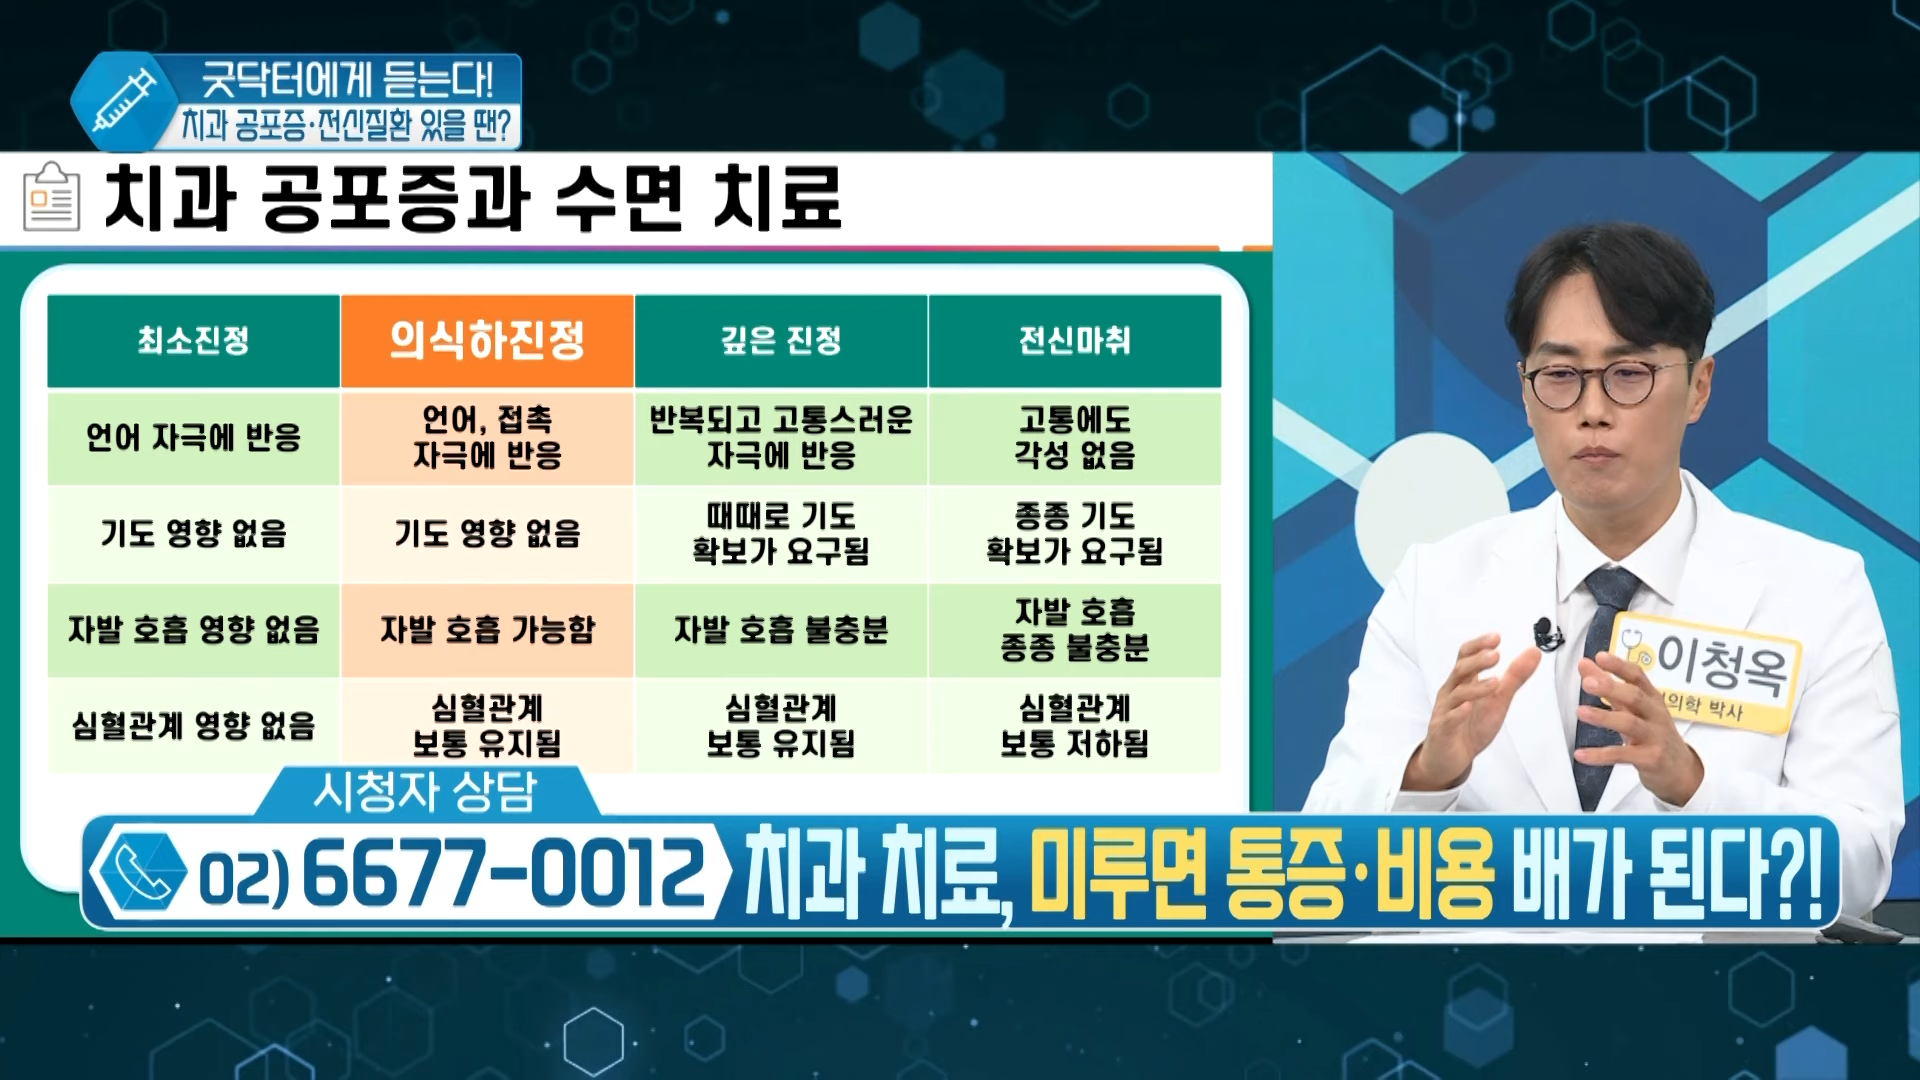 굿닥터에게 듣는다!
치과 공포증·전신질환 있을 땐?
치과 공포증과 수면 치료
최소진정 의식하진정 깊은 진정 전신마취
언어 자극에 반응
언어, 접촉
자극에 반응
반복되고 고통스러운
자극에 반응
고통에도
각성 없음
기도 영향 없음
기도 영향 없음
때때로 기도
확보가 요구됨
종종 기도
확보가 요구됨
자발 호흡 영향 없음
자발 호흡 가능함
자발 호흡 불충분
자발 호흡
종종 불충분
심혈관계 영향 없음
심혈관계
보통 유지됨
심혈관계
보통 유지됨
심혈관계
보통 저하됨
이청옥
의학 박사
시청자 상담
02) 6677-0012
치과 치료, 미루면 통증·비용 배가 된다?!